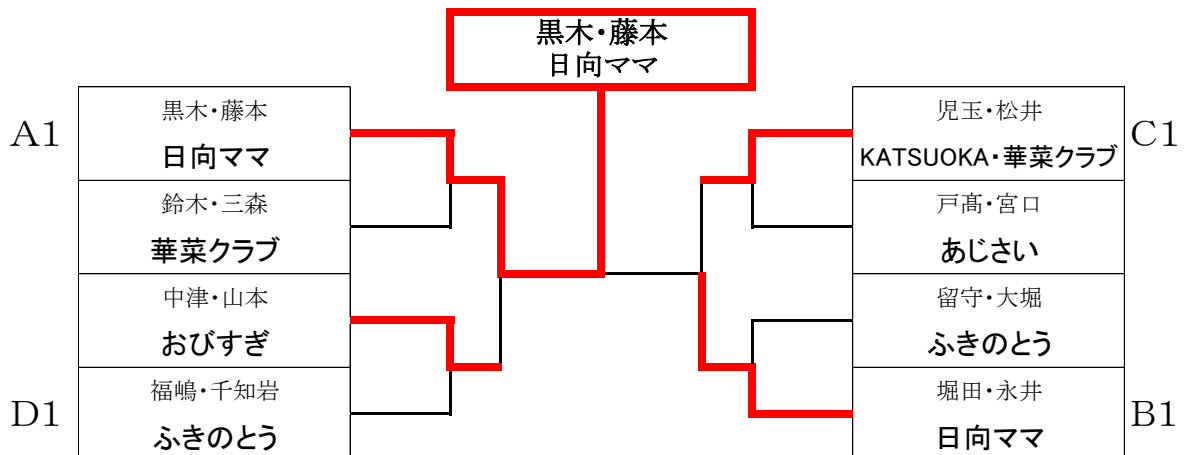 黒木・藤本
日向ママ
A1
黒木・藤本
日向ママ
鈴木・三森
華菜クラブ
中津・山本
おびすぎ
D1
福嶋・千知岩
ふきのとう
児玉・松井
KATSUOKA・華菜クラブ
C1
戸髙・宮口
あじさい
留守・大堀
ふきのとう
堀田・永井
日向ママ
B1